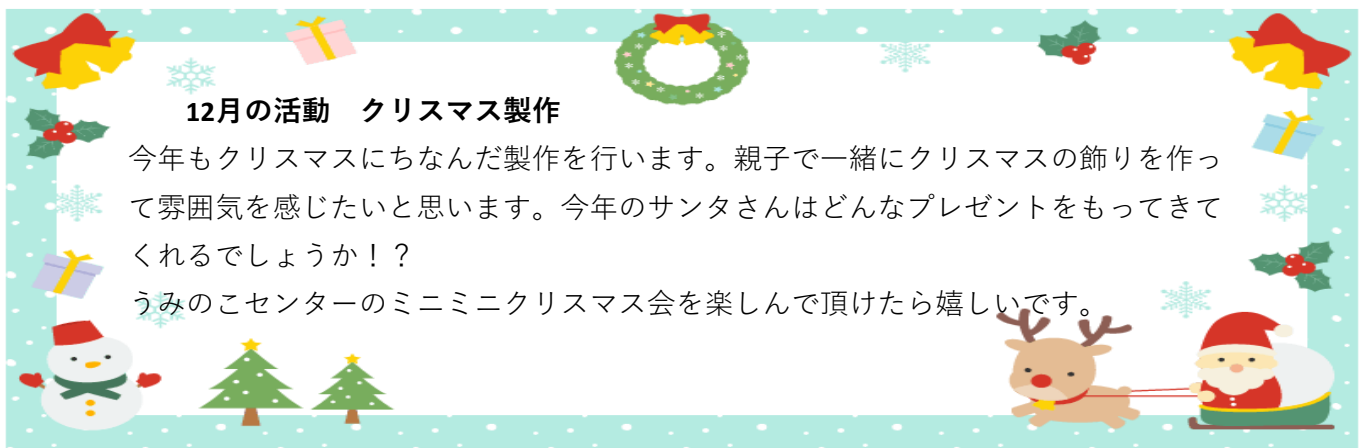 12月の活動　クリスマス製作
今年もクリスマスにちなんだ製作を行います。親子で一緒にクリスマスの飾りを作っ
て雰囲気を感じたいと思います。今年のサンタさんはどんなプレゼントをもってきて
くれるでしょうか！？
うみのこセンターのミニミニクリスマス会を楽しんで頂けたら嬉しいです。